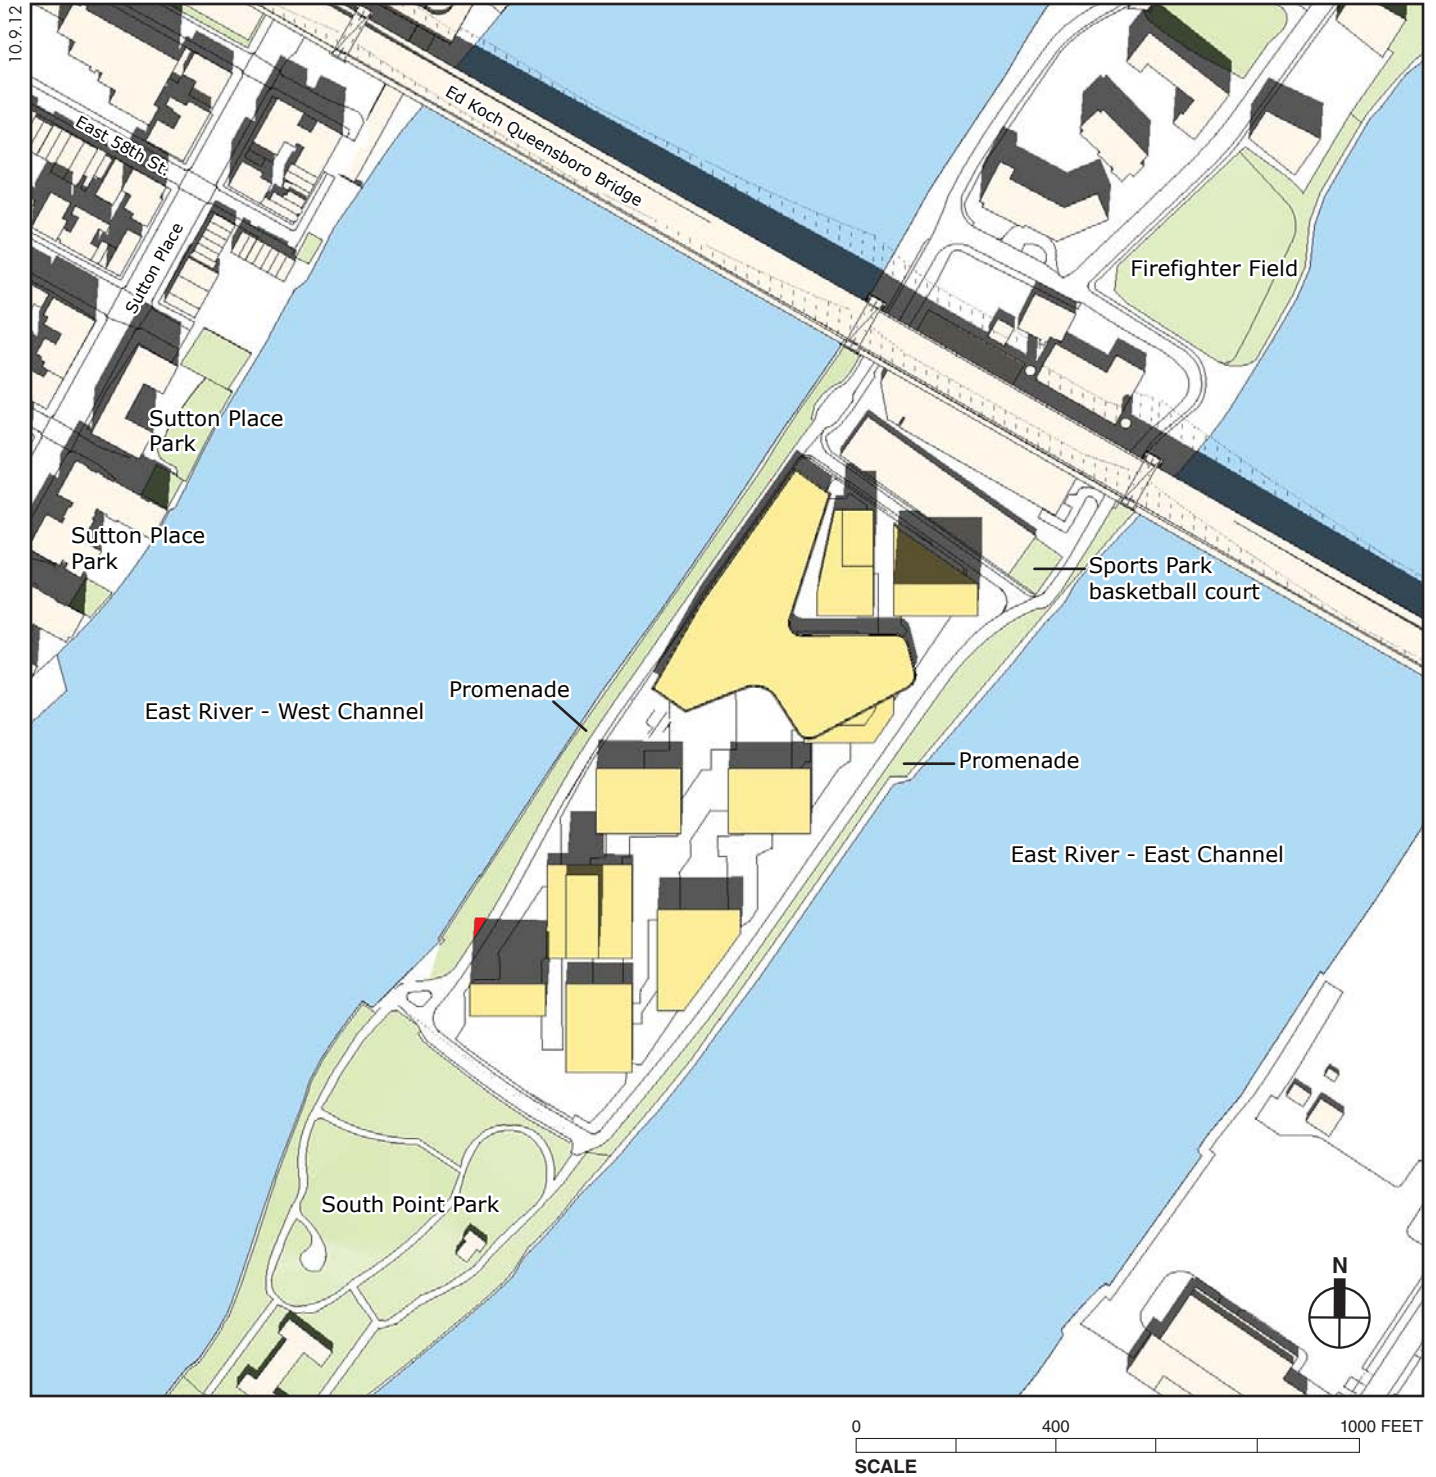 10.9.12
Ed Koch Queensboro Bridge
East 58th St.
Sutton Place
Firefighter Field
Sutton Place
Park
Sutton Place
Park
Sports Park
basketball court
Promenade
East River - West Channel
Promenade
East River - East Channel
South Point Park
N
0 400 1000 FEET
SCALE